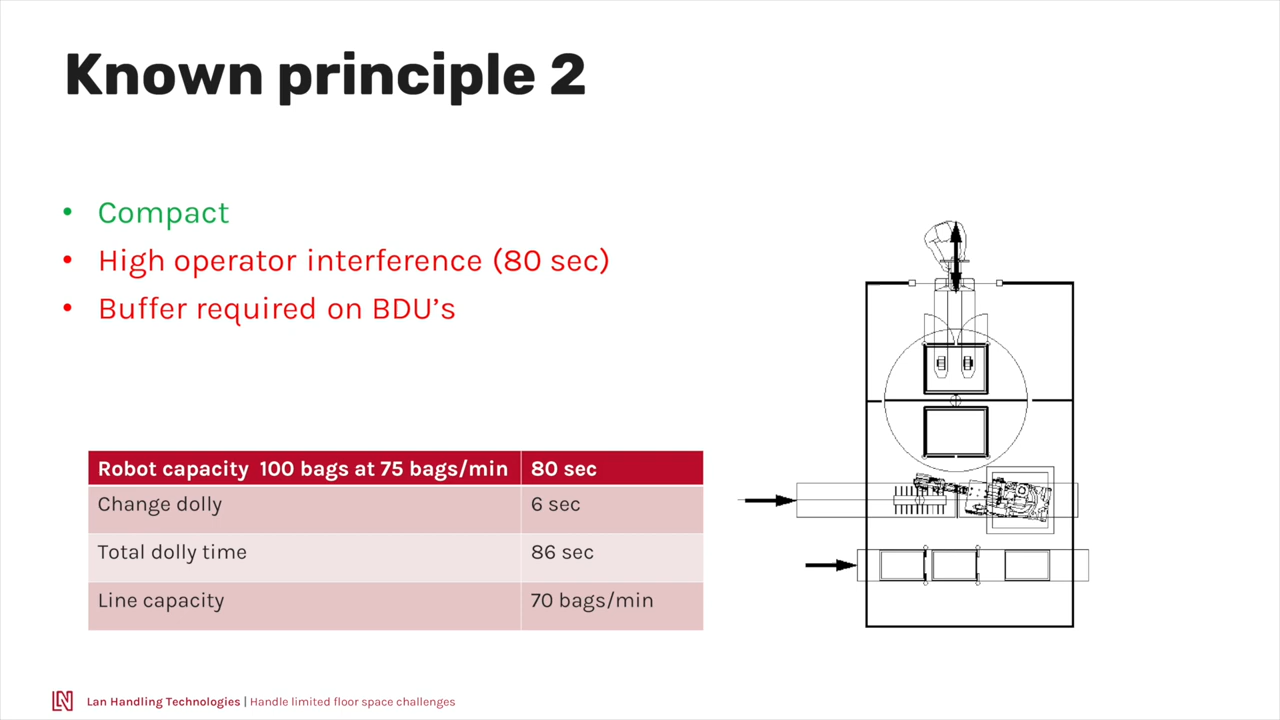 Known principle 2
• Compact
• High operator interference (80 sec)
• Buffer required on BDU’s
Robot capacity 100 bags at 75 bags/min 80 sec
Change dolly 6 sec
Total dolly time 86 sec
Line capacity 70 bags/min
LN Lan Handling Technologies | Handle limited floor space challenges